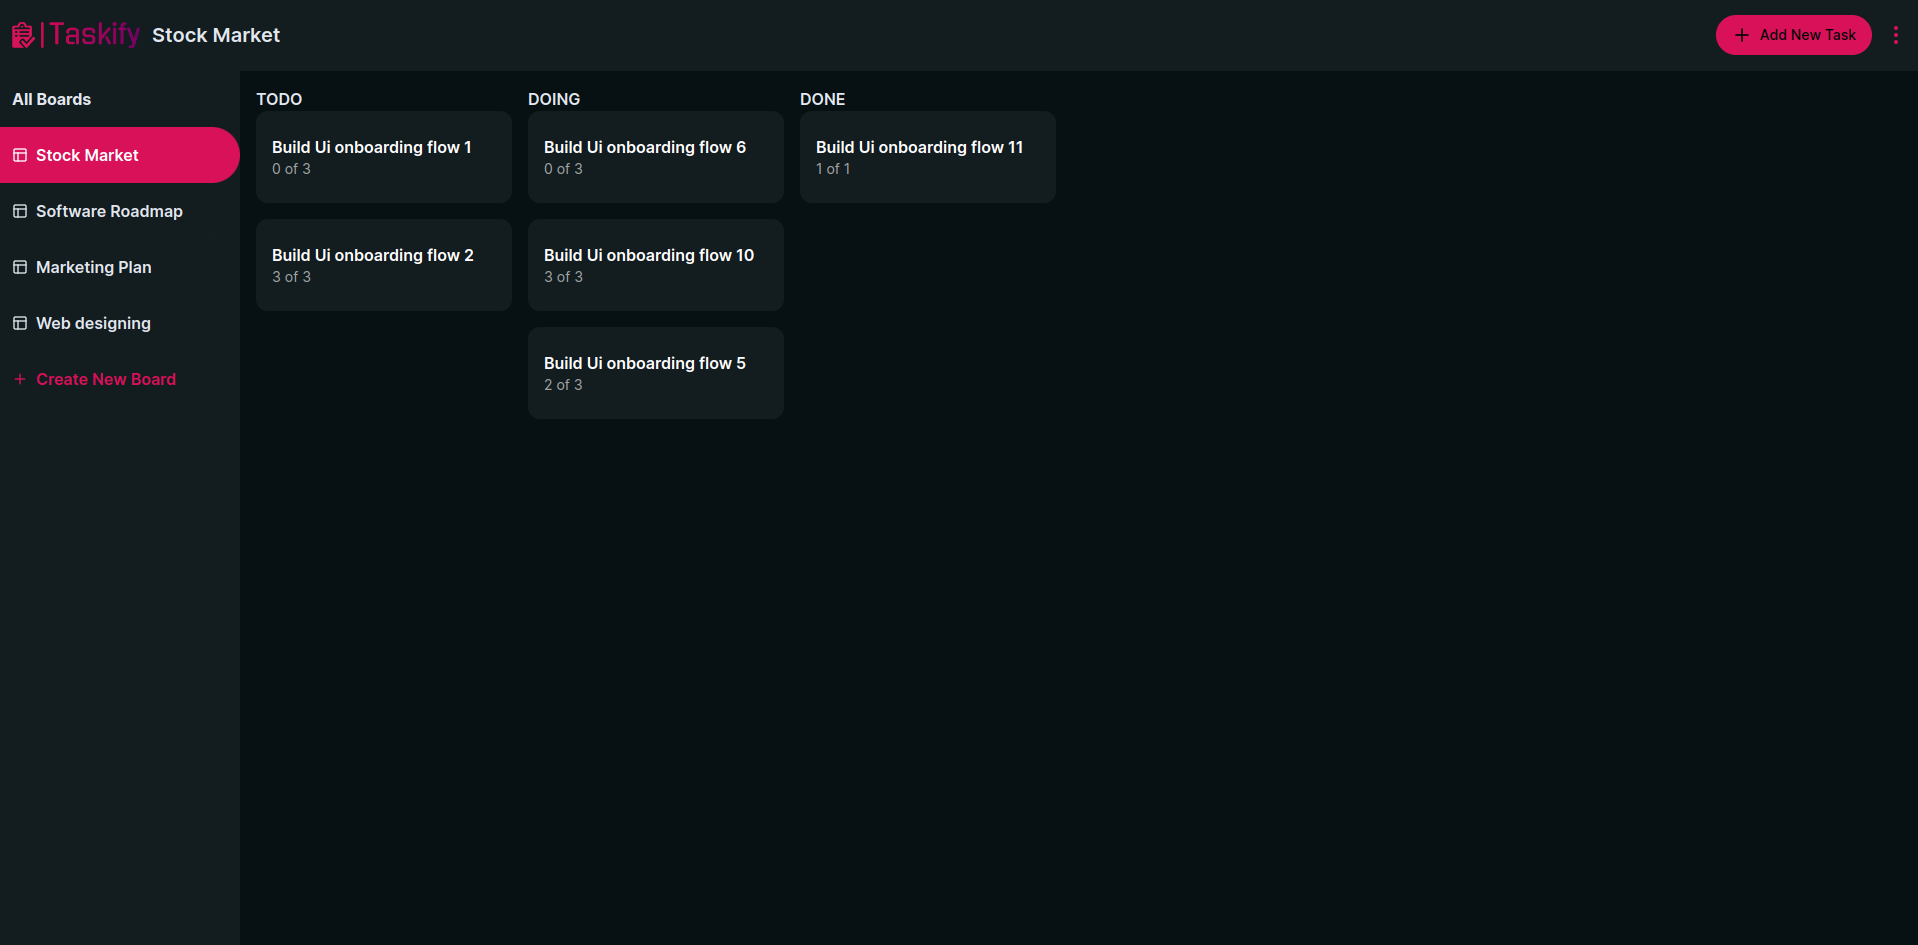 Taskify
Stock Market
Add New Task
All Boards
Stock Market
Software Roadmap
Marketing Plan
Web designing
Create New Board
TODO
Build Ui onboarding flow 1
0 of 3
Build Ui onboarding flow 2
3 of 3
DOING
Build Ui onboarding flow 6
0 of 3
Build Ui onboarding flow 10
3 of 3
Build Ui onboarding flow 5
2 of 3
DONE
Build Ui onboarding flow 11
1 of 1